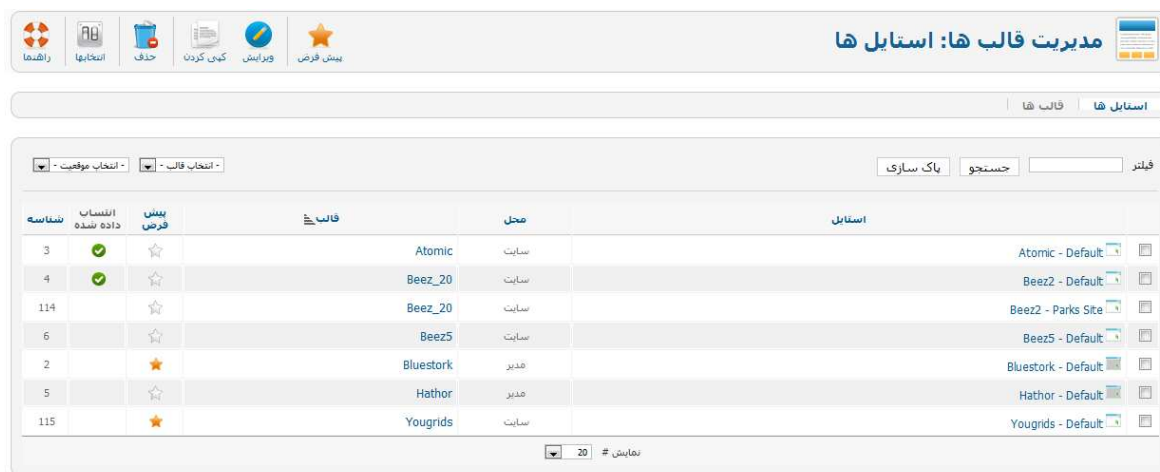 مدیریت قالب ها: استایل ها
پیش فرض ویرایش کپی کردن حذف انتخابها راهنما
استایل ها قالب ها
فیلتر جستجو پاک سازی - انتخاب قالب - - انتخاب موقعیت -
استایل محل قالب پیش فرض انتساب داده شده شناسه
Atomic - Default سایت Atomic 3
Beez2 - Default سایت Beez_20 4
Beez2 - Parks Site سایت Beez_20 114
Beez5 - Default سایت Beez5 6
Bluestork - Default مدیر Bluestork 2
Hathor - Default مدیر Hathor 5
Yougrids - Default سایت Yougrids 115
نمایش # 20